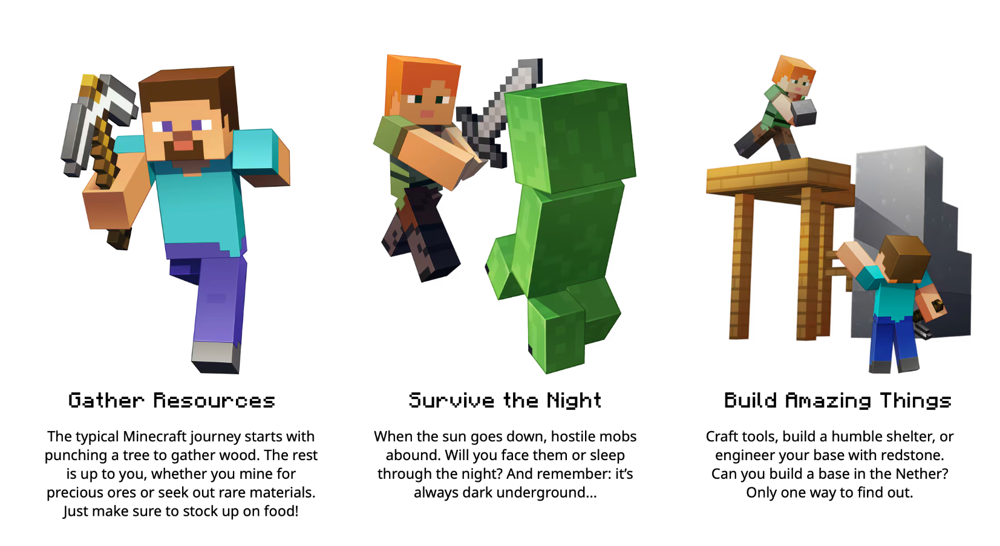 Gather Resources
The typical Minecraft journey starts with
punching a tree to gather wood. The rest
is up to you, whether you mine for
precious ores or seek out rare materials.
Just make sure to stock up on food!
Survive the Night
When the sun goes down, hostile mobs
abound. Will you face them or sleep
through the night? And remember: it’s
always dark underground...
Build Amazing Things
Craft tools, build a humble shelter, or
engineer your base with redstone.
Can you build a base in the Nether?
Only one way to find out.